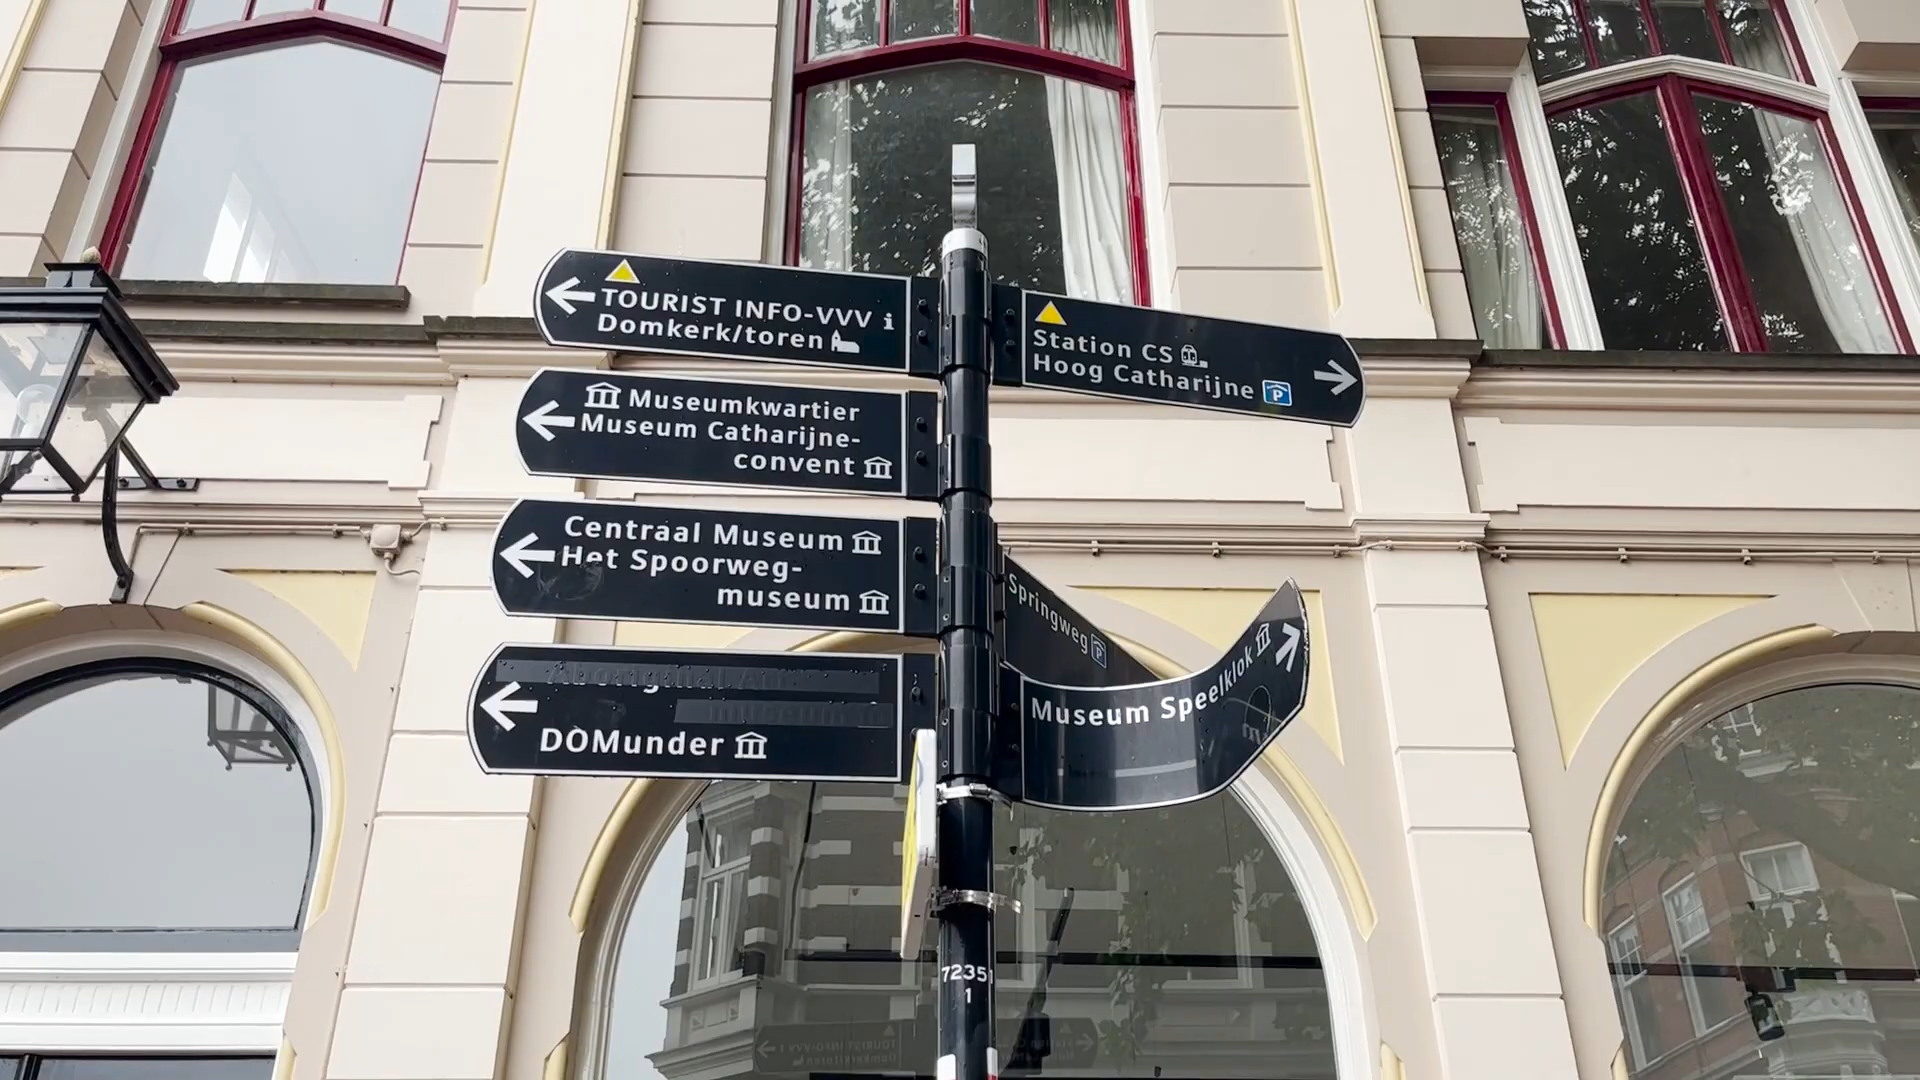 TOURIST INFO-VVV i
Domkerk/toren
Station CS
Hoog Catharijne P
Museumkwartier
Museum Catharijne-
convent
Centraal Museum
Het Spoorweg-
museum
Springweg P
Museum Speelklok
DOMunder
7235
1